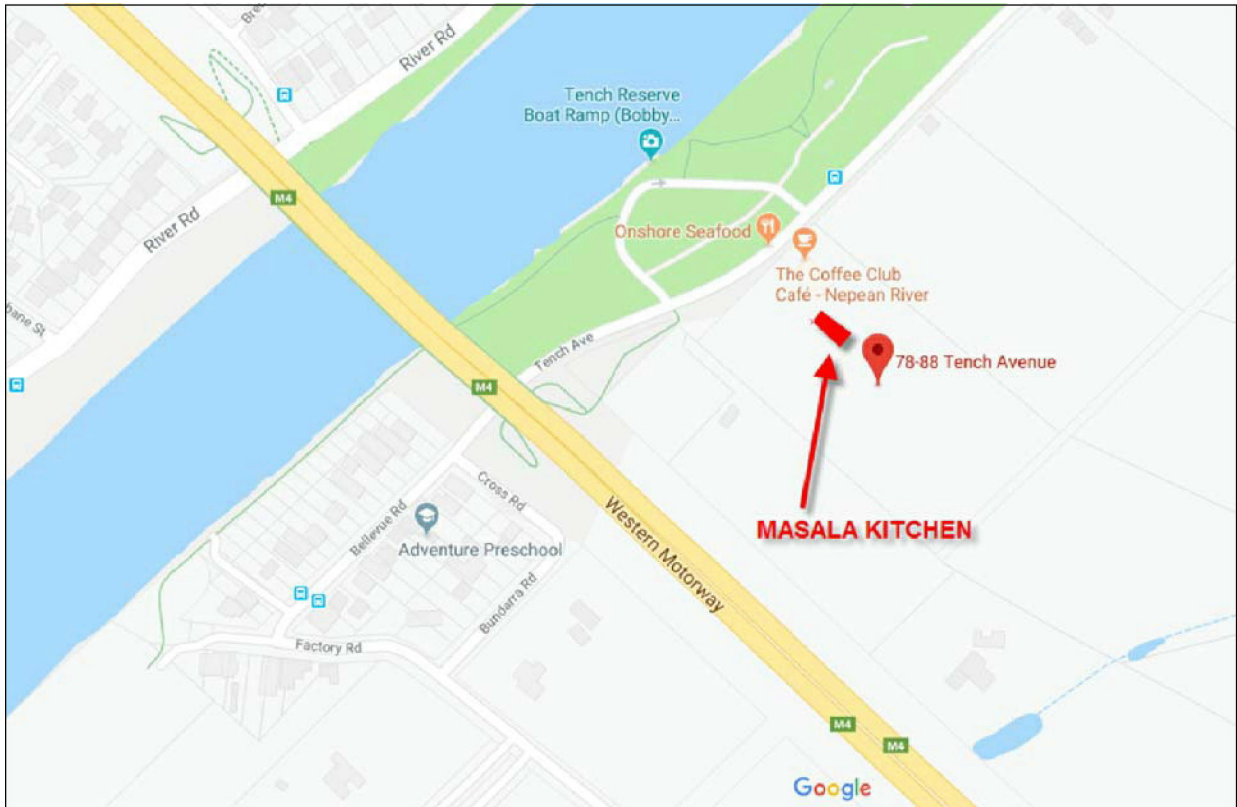 River Rd
Tench Reserve
Boat Ramp (Bobby...
M4
River Rd
Onshore Seafood
The Coffee Club
Café - Nepean River
Tench Ave
78-88 Tench Avenue
M4
Cross Rd
MASALA KITCHEN
Bellevue Rd
Adventure Preschool
Western Motorway
Bundarra Rd
Factory Rd
M4
M4
Google